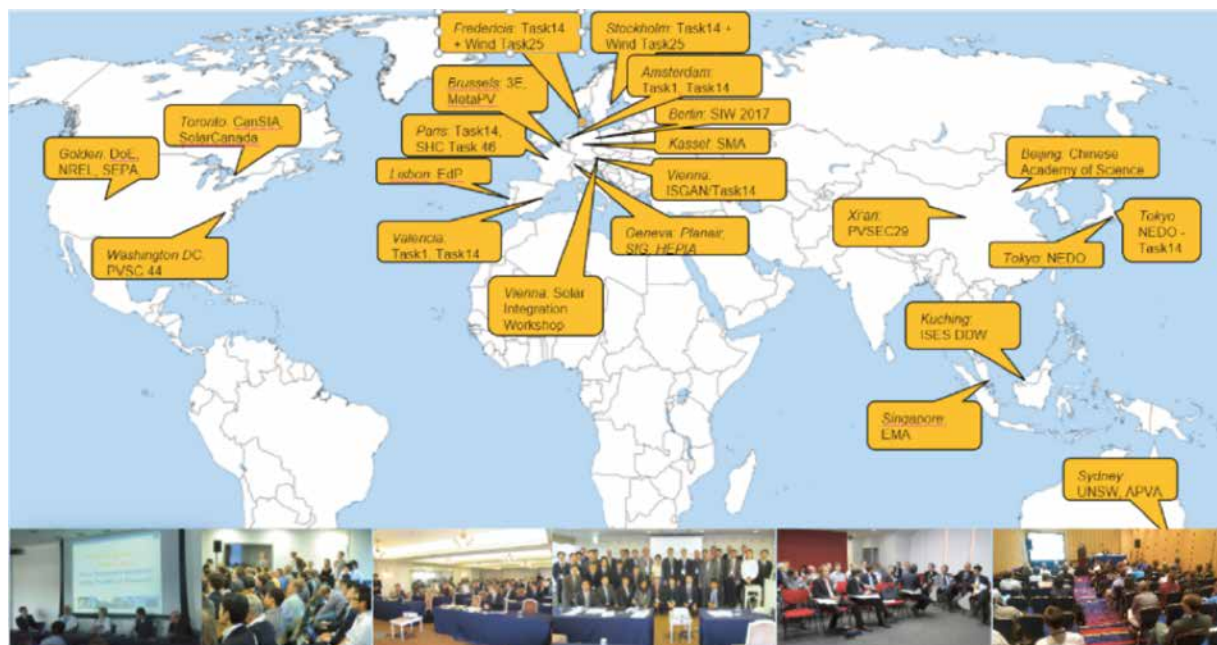 Fredericia: Task14
+ Wind Task25
Stockholm: Task14 +
Wind Task25
Brussels: 3E,
MetaPV
Amsterdam:
Task1, Task14
Toronto: CanSIA,
SolarCanada
Paris: Task14,
SHC Task 46
Berlin: SIW 2017
Golden: DoE,
NREL, SEPA
Kassel: SMA
Beijing: Chinese
Academy of Science
Lisbon: EdP
Vienna:
ISGAN/Task14
Xi'an:
PVSEC29
Tokyo
NEDO -
Task14
Valencia:
Task1, Task14
Geneva: Planair,
SIG, HEPIA
Washington DC,
PVSC 44
Tokyo: NEDO
Vienna: Solar
Integration
Workshop
Kuching:
ISES DDW
Singapore:
EMA
Sydney:
UNSW, APVA